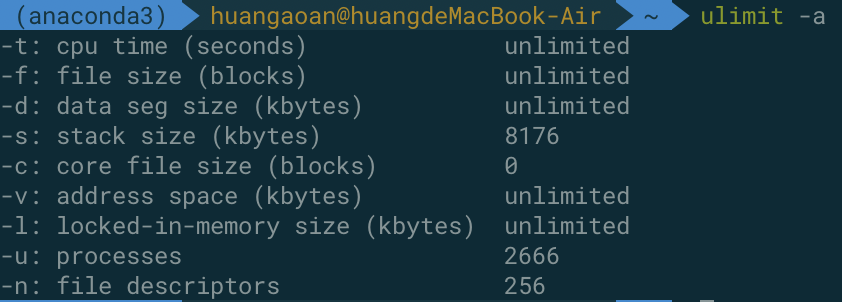 (anaconda3) huangaoan@huangdeMacBook-Air ~ ulimit -a
-t: cpu time (seconds) unlimited
-f: file size (blocks) unlimited
-d: data seg size (kbytes) unlimited
-s: stack size (kbytes) 8176
-c: core file size (blocks) 0
-v: address space (kbytes) unlimited
-l: locked-in-memory size (kbytes) unlimited
-u: processes 2666
-n: file descriptors 256